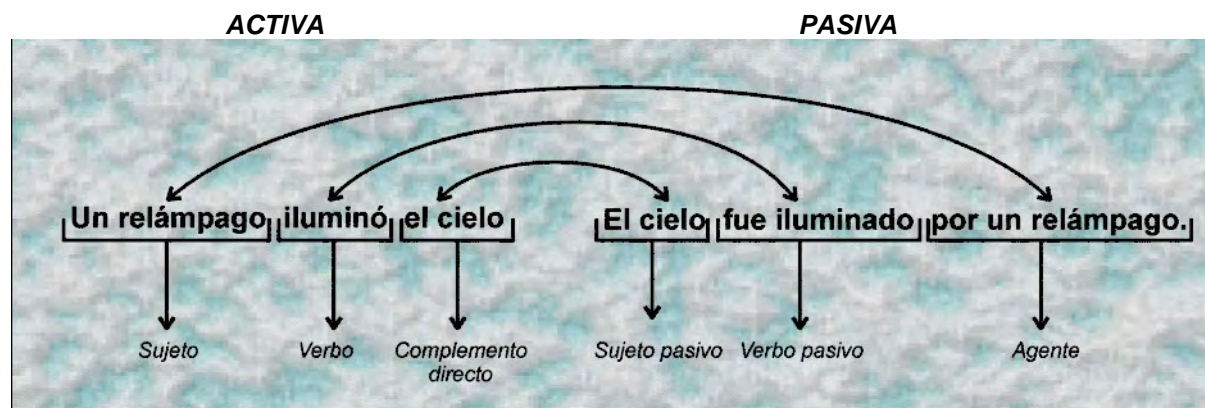 ACTIVA PASIVA
Un relámpago iluminó el cielo El cielo fue iluminado por un relámpago.
Sujeto Verbo Complemento directo Sujeto pasivo Verbo pasivo Agente